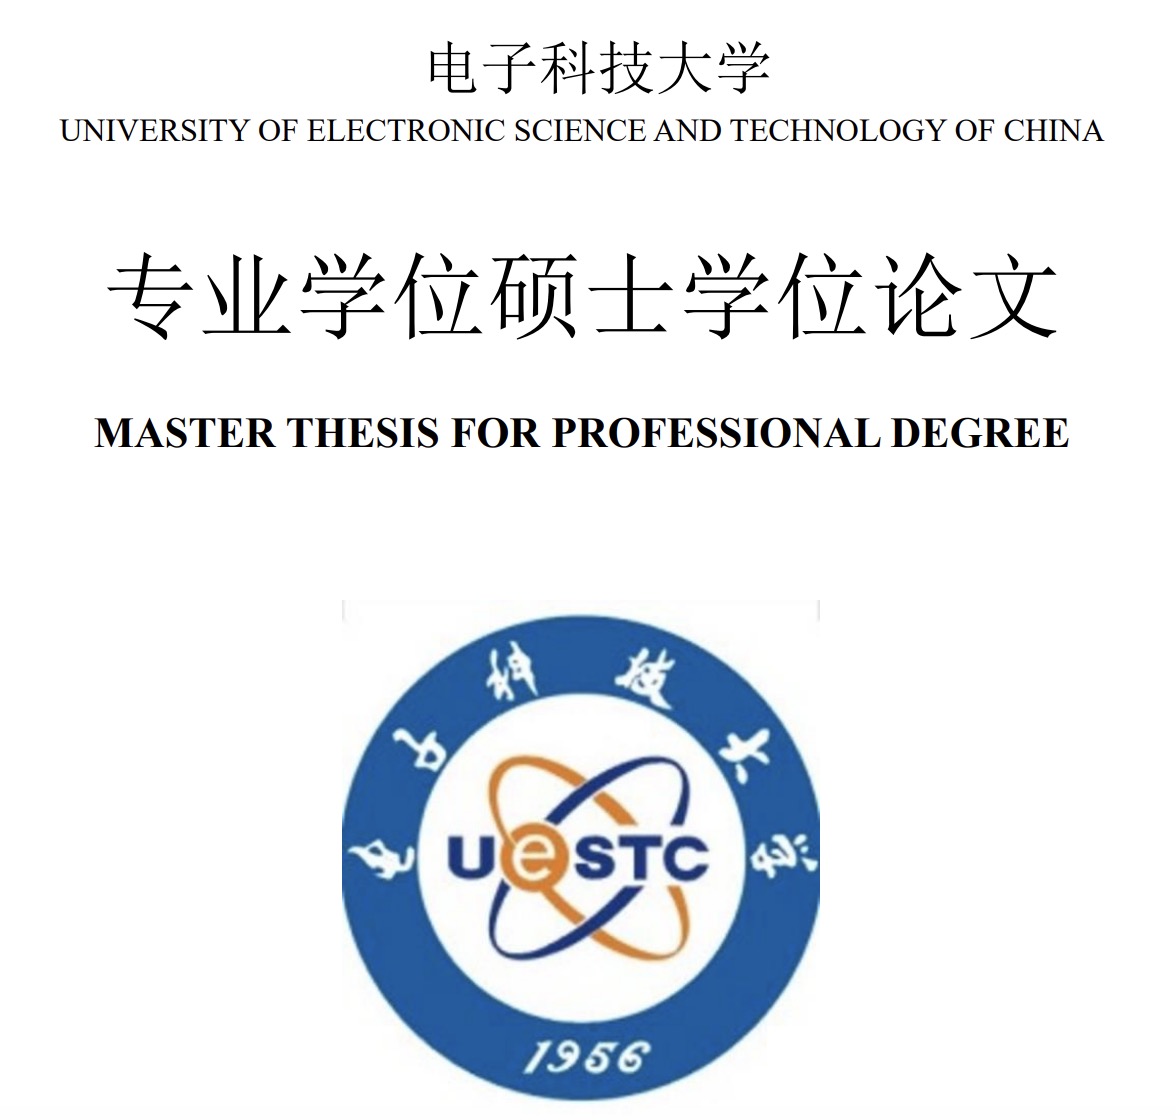 电子科技大学
UNIVERSITY OF ELECTRONIC SCIENCE AND TECHNOLOGY OF CHINA
专业学位硕士学位论文
MASTER THESIS FOR PROFESSIONAL DEGREE
电子科技大学
UeSTC
1956